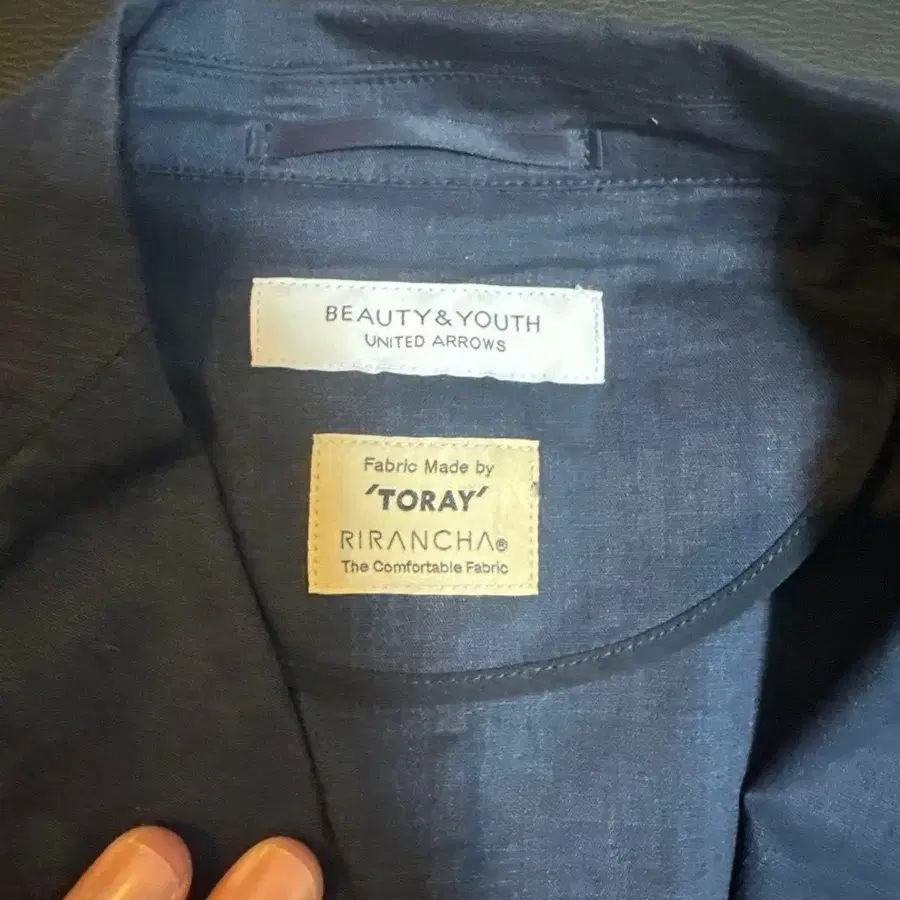 BEAUTY&YOUTH
UNITED ARROWS
Fabric Made by
'TORAY'
RIRANCHA®
The Comfortable Fabric